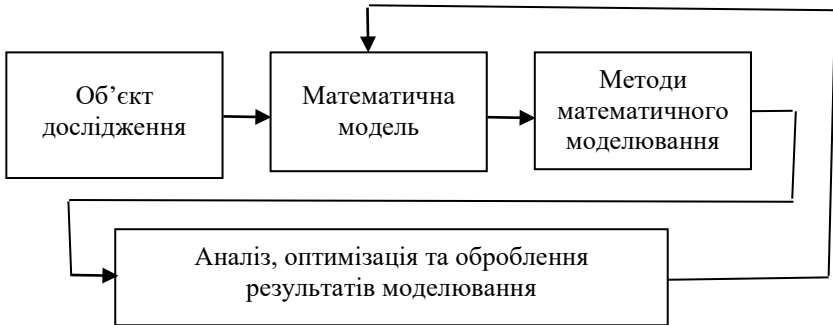 Об’єкт
дослідження
Математична
модель
Методи
математичного
моделювання
Аналіз, оптимізація та оброблення
результатів моделювання